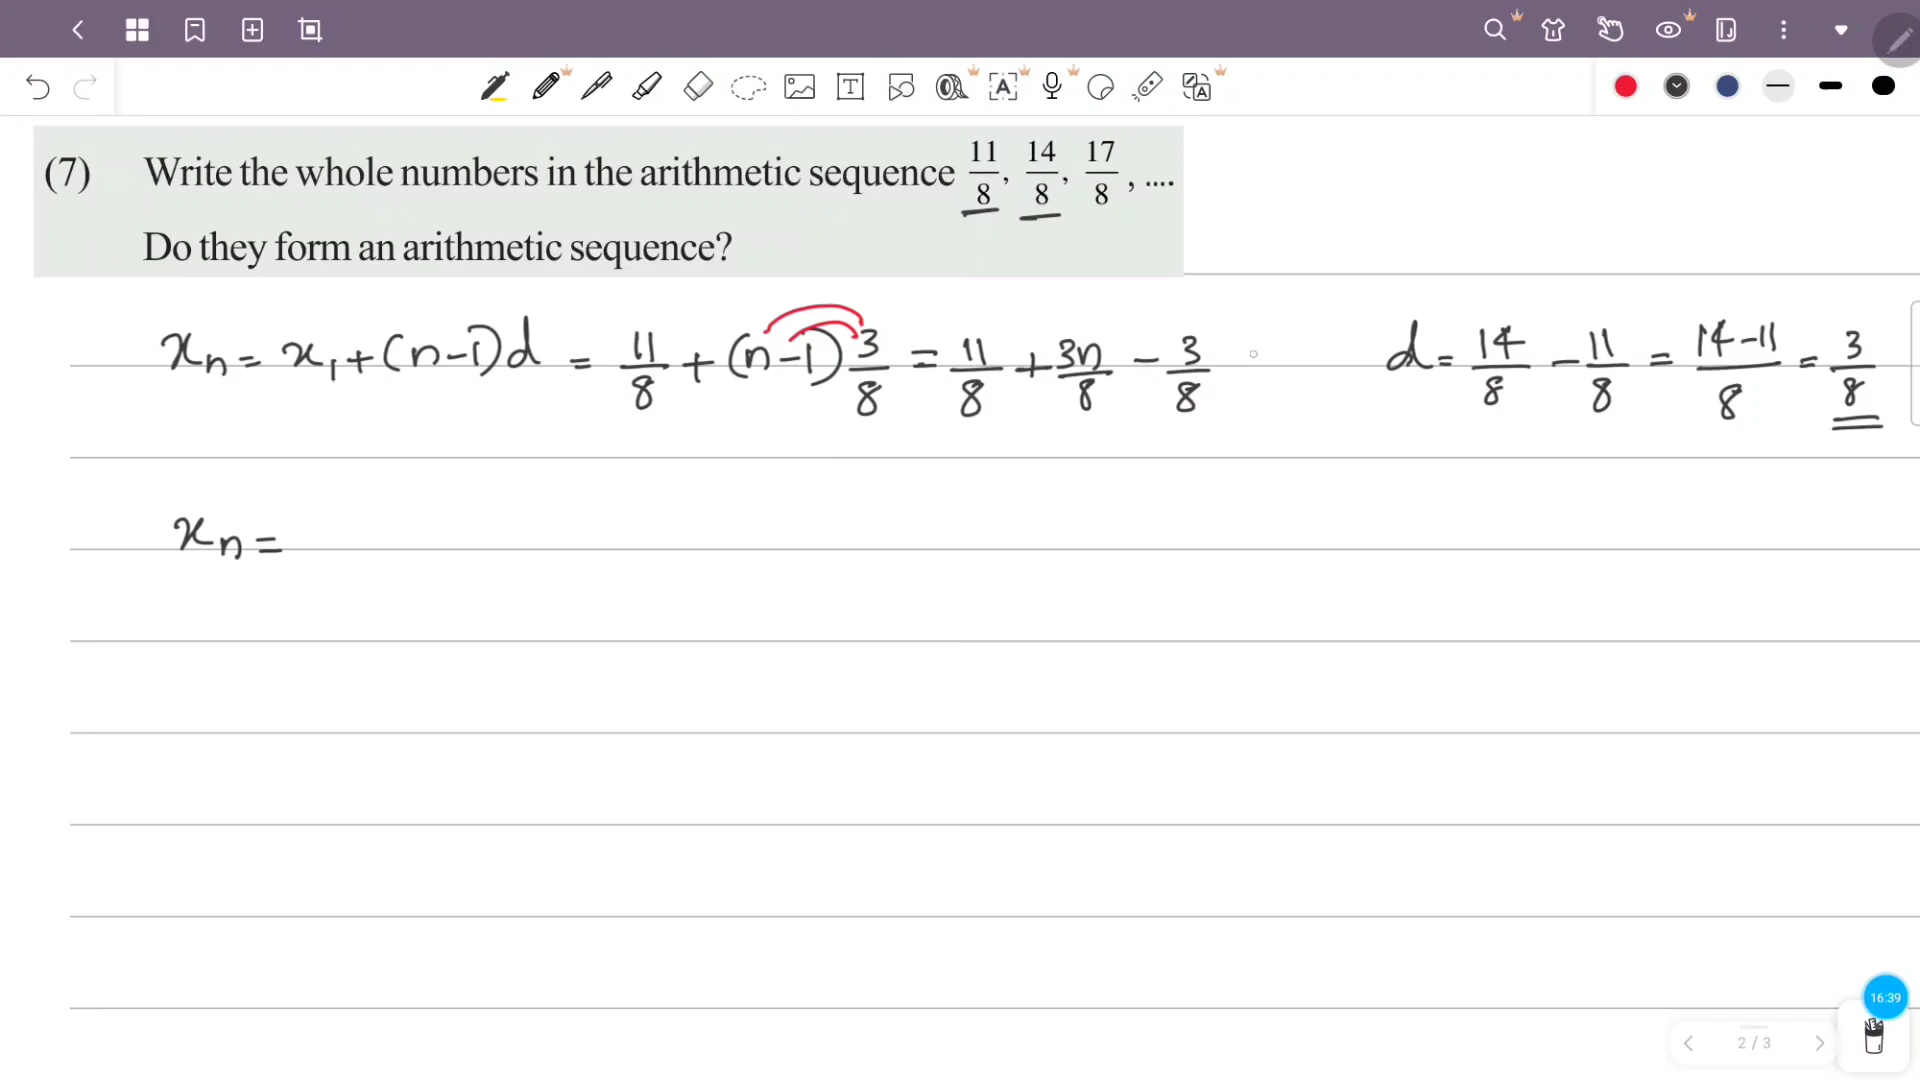 (7) Write the whole numbers in the arithmetic sequence 11/8, 14/8, 17/8, ....
Do they form an arithmetic sequence?
xₙ = x₁ + (n-1)d = 11/8 + (n-1) 3/8 = 11/8 + 3n/8 - 3/8
d = 14/8 - 11/8 = (14-11)/8 = 3/8
xₙ =
16:39
2 / 3